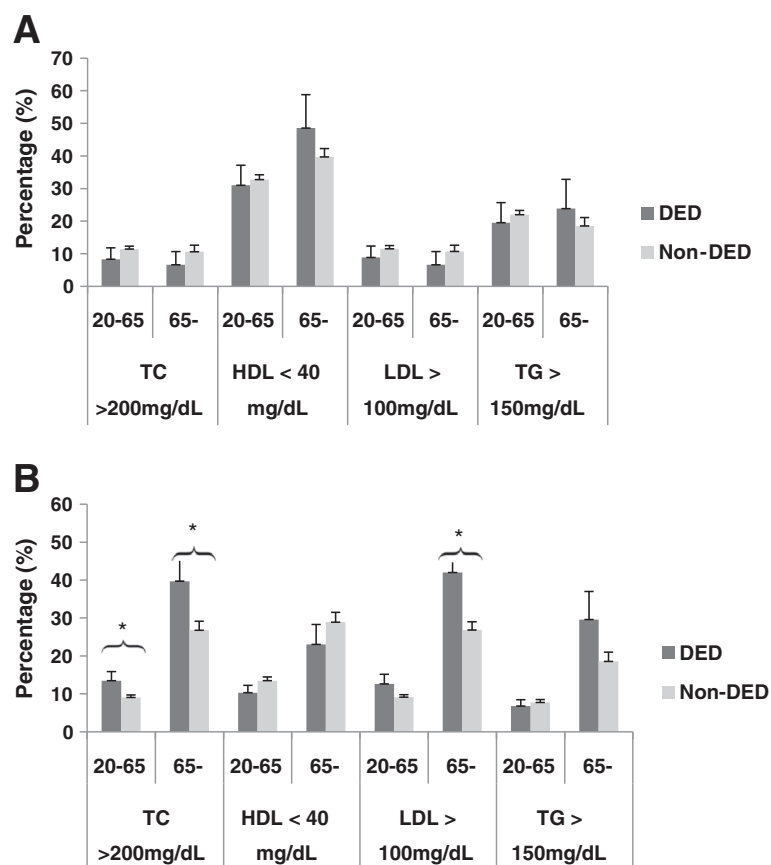 A
Percentage (%)
70
60
50
40
30
20
10
0
20-65 65- 20-65 65- 20-65 65- 20-65 65-
TC HDL < 40 LDL > TG >
>200mg/dL mg/dL 100mg/dL 150mg/dL
DED
Non-DED
B
Percentage (%)
60
50
40
30
20
10
0
* * *
20-65 65- 20-65 65- 20-65 65- 20-65 65-
TC HDL < 40 LDL > TG >
>200mg/dL mg/dL 100mg/dL 150mg/dL
DED
Non-DED